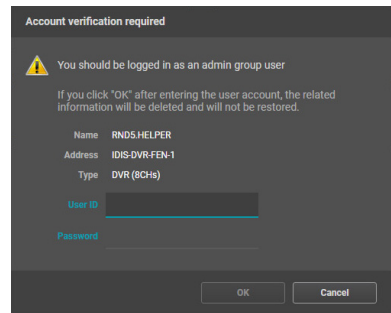 Account verification required
You should be logged in as an admin group user
If you click "OK" after entering the user account, the related
information will be deleted and will not be restored.
Name RND5.HELPER
Address IDIS-DVR-FEN-1
Type DVR (8CHs)
User ID
Password
OK Cancel